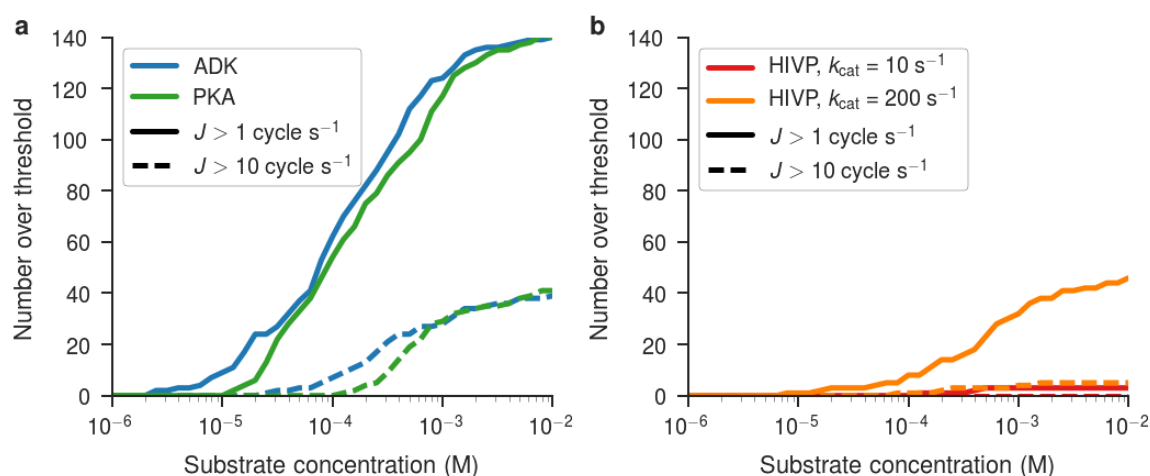 a
140
120
100
80
60
40
20
0
Number over threshold
ADK
PKA
J > 1 cycle s⁻¹
J > 10 cycle s⁻¹
10⁻⁶ 10⁻⁵ 10⁻⁴ 10⁻³ 10⁻²
Substrate concentration (M)
b
140
120
100
80
60
40
20
0
Number over threshold
HIVP, k_cat = 10 s⁻¹
HIVP, k_cat = 200 s⁻¹
J > 1 cycle s⁻¹
J > 10 cycle s⁻¹
10⁻⁶ 10⁻⁵ 10⁻⁴ 10⁻³ 10⁻²
Substrate concentration (M)